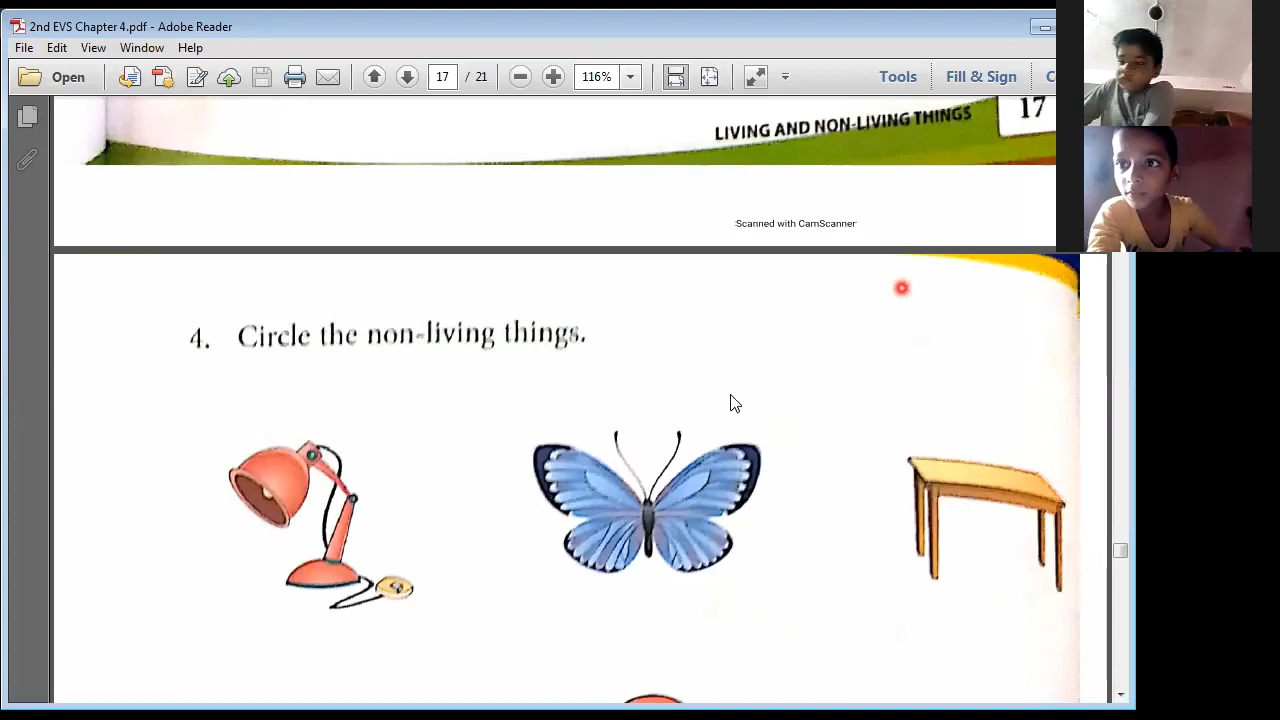 2nd EVS Chapter 4.pdf - Adobe Reader
File Edit View Window Help
Open 17 / 21 116% Tools Fill & Sign C
LIVING AND NON-LIVING THINGS 17
Scanned with CamScanner
4. Circle the non-living things.